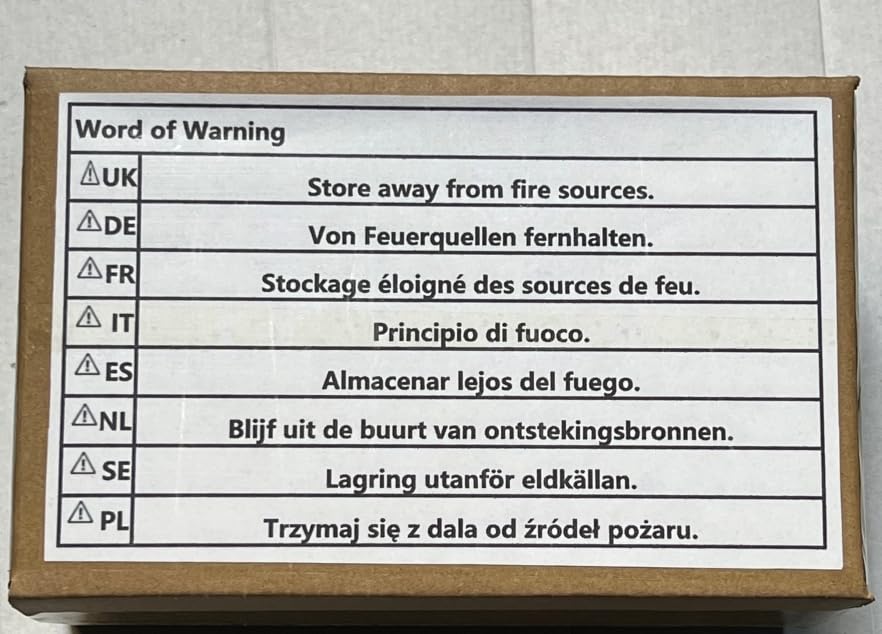 Word of Warning
⚠UK Store away from fire sources.
⚠DE Von Feuerquellen fernhalten.
⚠FR Stockage éloigné des sources de feu.
⚠ IT Principio di fuoco.
⚠ ES Almacenar lejos del fuego.
⚠NL Blijf uit de buurt van ontstekingsbronnen.
⚠ SE Lagring utanför eldkällan.
⚠ PL Trzymaj się z dala od źródeł pożaru.